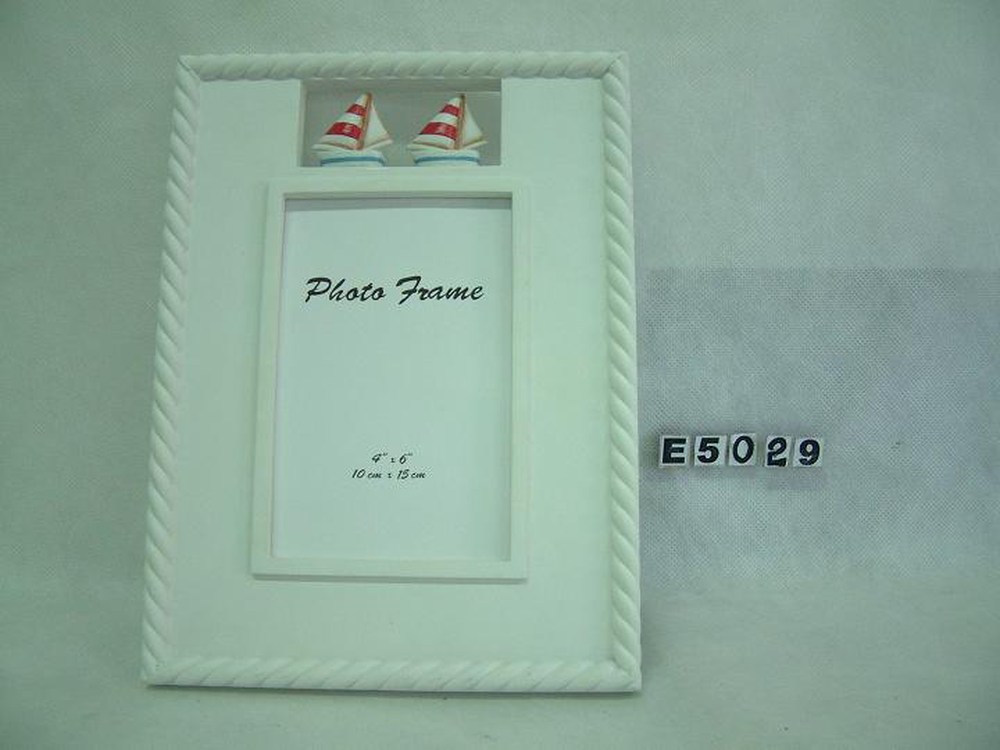 Photo Frame
4" x 6"
10 cm x 15 cm
E5029